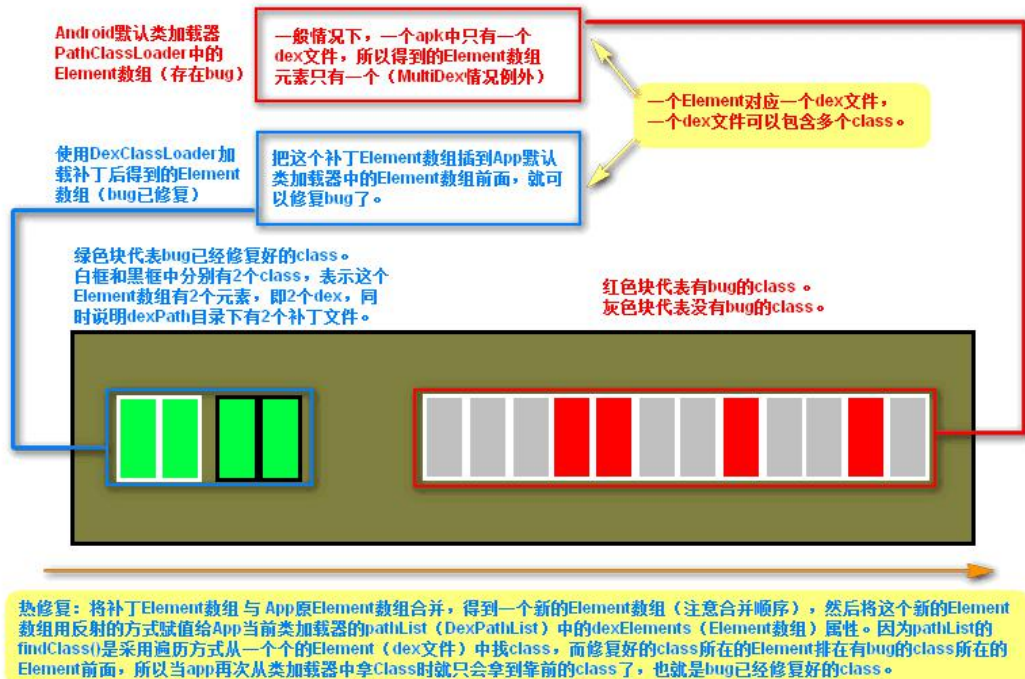 Android默认类加载器
PathClassLoader中的
Element数组（存在bug）
一般情况下，一个apk中只有一个
dex文件，所以得到的Element数组
元素只有一个（MultiDex情况例外）
一个Element对应一个dex文件，
一个dex文件可以包含多个class。
使用DexClassLoader加
载补丁后得到的Element
数组（bug已修复）
把这个补丁Element数组插到App默认
类加载器中的Element数组前面，就可
以修复bug了。
绿色块代表bug已经修复好的class。
白框和黑框中分别有2个class，表示这个
Element数组有2个元素，即2个dex，同
时说明dexPath目录下有2个补丁文件。
红色块代表有bug的class 。
灰色块代表没有bug的class。
热修复：将补丁Element数组 与 App原Element数组合并，得到一个新的Element数组（注意合并顺序），然后将这个新的Element
数组用反射的方式赋值给App当前类加载器的pathList（DexPathList）中的dexElements（Element数组）属性。因为pathList的
findClass()是采用遍历方式从一个个的Element（dex文件）中找class，而修复好的class所在的Element排在有bug的class所在的
Element前面，所以当app再次从类加载器中拿Class时就只会拿到靠前的class了，也就是bug已经修复好的class。